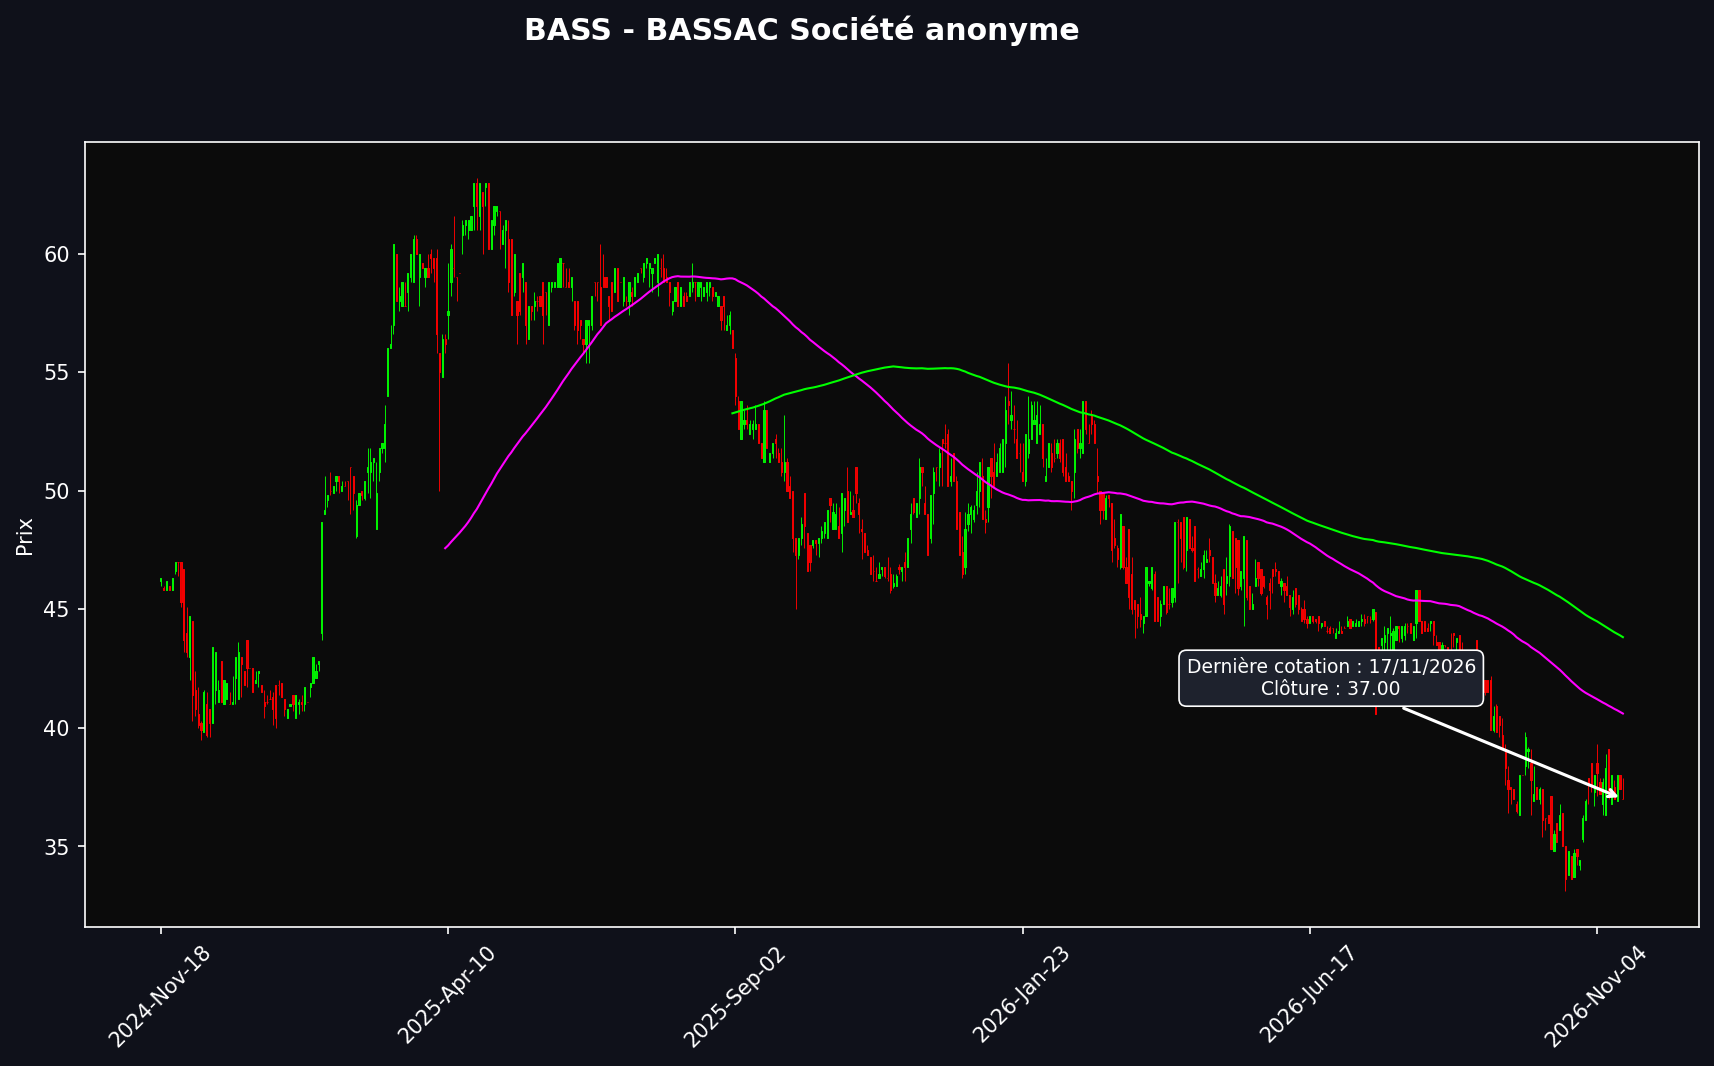 BASS - BASSAC Société anonyme
Prix
60
55
50
45
40
35
Dernière cotation : 17/11/2026
Clôture : 37.00
2024-Nov-18
2025-Apr-10
2025-Sep-02
2026-Jan-23
2026-Jun-17
2026-Nov-04